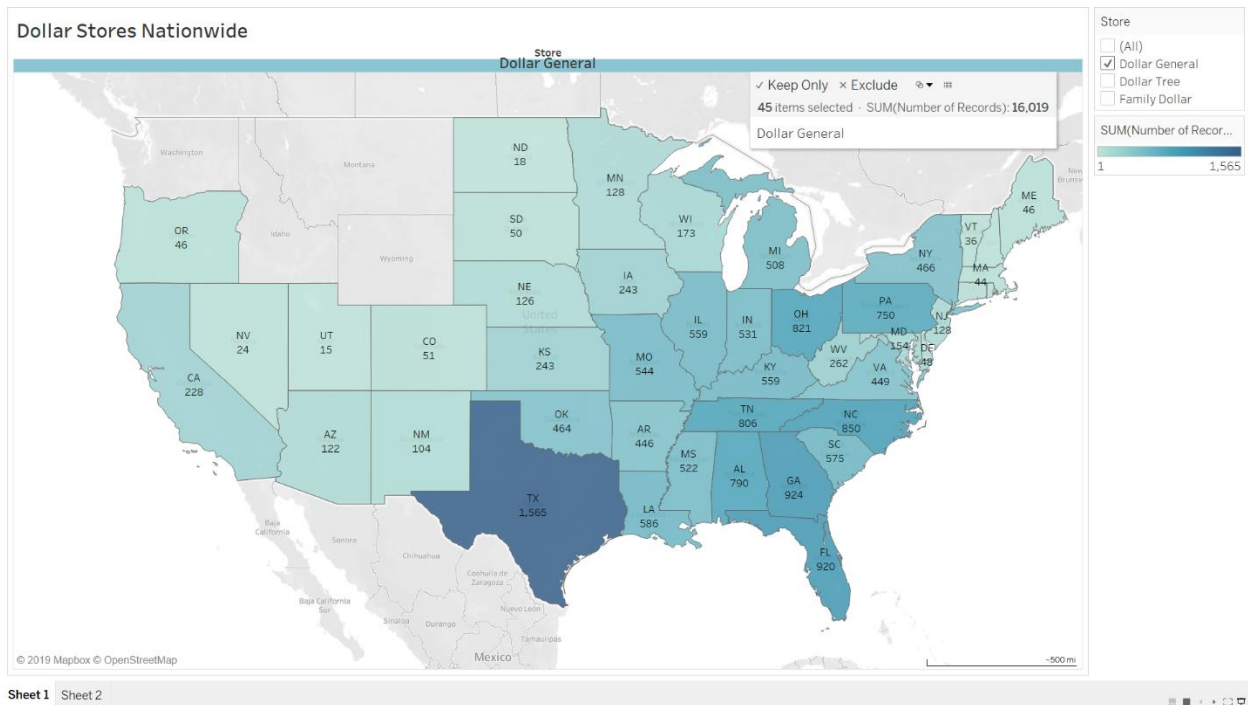 Dollar Stores Nationwide
Store
Dollar General
✓ Keep Only × Exclude
45 items selected · SUM(Number of Records): 16,019
Dollar General
Store
(All)
Dollar General
Dollar Tree
Family Dollar
SUM(Number of Recor...
1 1,565
Washington
Montana
Idaho
Wyoming
United
States
New
Brunswick
ND
18
MN
128
ME
46
VT
36
OR
46
SD
50
WI
173
MI
508
NY
466
MA
44
NE
126
IA
243
PA
750
NJ
128
NV
24
UT
15
CO
51
KS
243
MO
544
IL
559
IN
531
OH
821
WV
262
MD
154
DE
48
VA
449
CA
228
KY
559
AZ
122
NM
104
OK
464
AR
446
TN
806
NC
850
SC
575
MS
522
AL
790
GA
924
TX
1,565
LA
586
FL
920
Baja
California
Sonora
Chihuahua
Coahuila de
Zaragoza
Baja California
Sur
Sinaloa
Durango
Nuevo León
Tamaulipas
Mexico
© 2019 Mapbox © OpenStreetMap
~500 mi
Sheet 1 Sheet 2